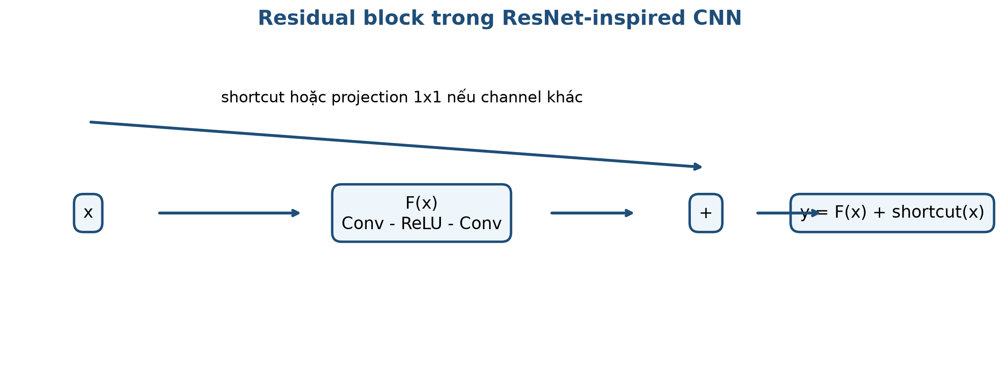 Residual block trong ResNet-inspired CNN
shortcut hoặc projection 1x1 nếu channel khác
x
F(x)
Conv - ReLU - Conv
+
y = F(x) + shortcut(x)